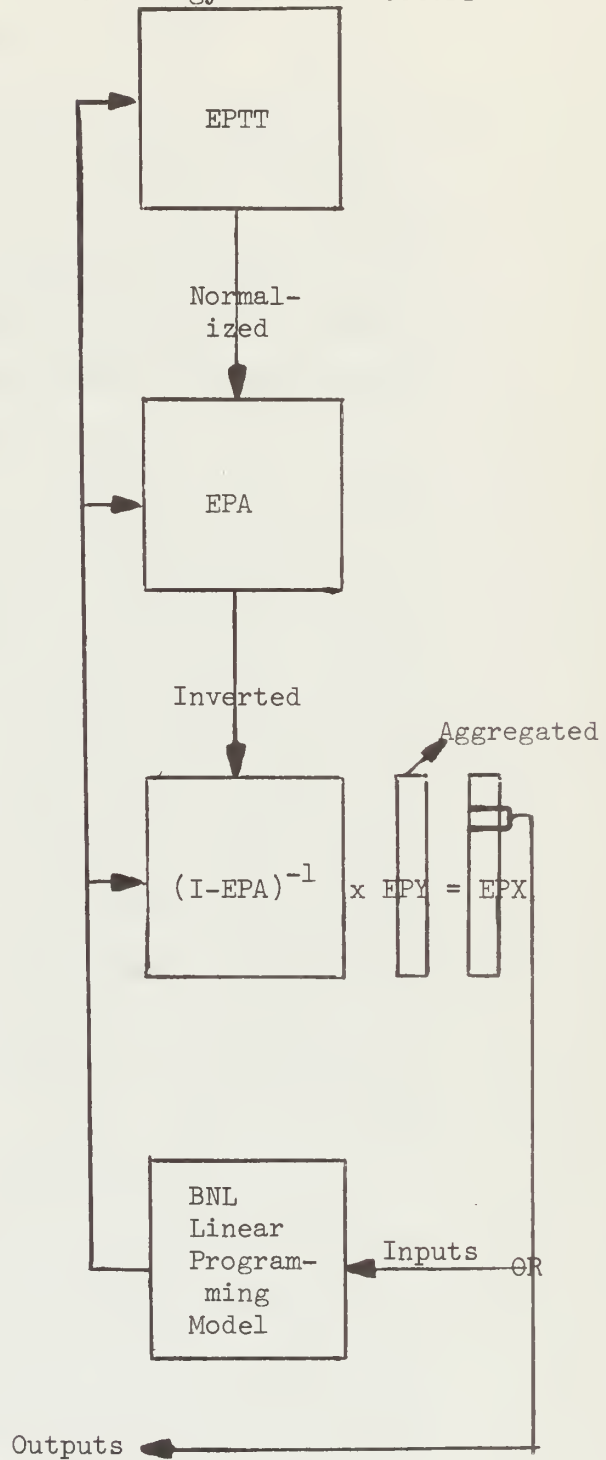 EPTT
Normal-
ized
EPA
Inverted
Aggregated
(I-EPA)^-1 x EPY = EPX
BNL
Linear
Program-
ming
Model
Inputs
OR
Outputs